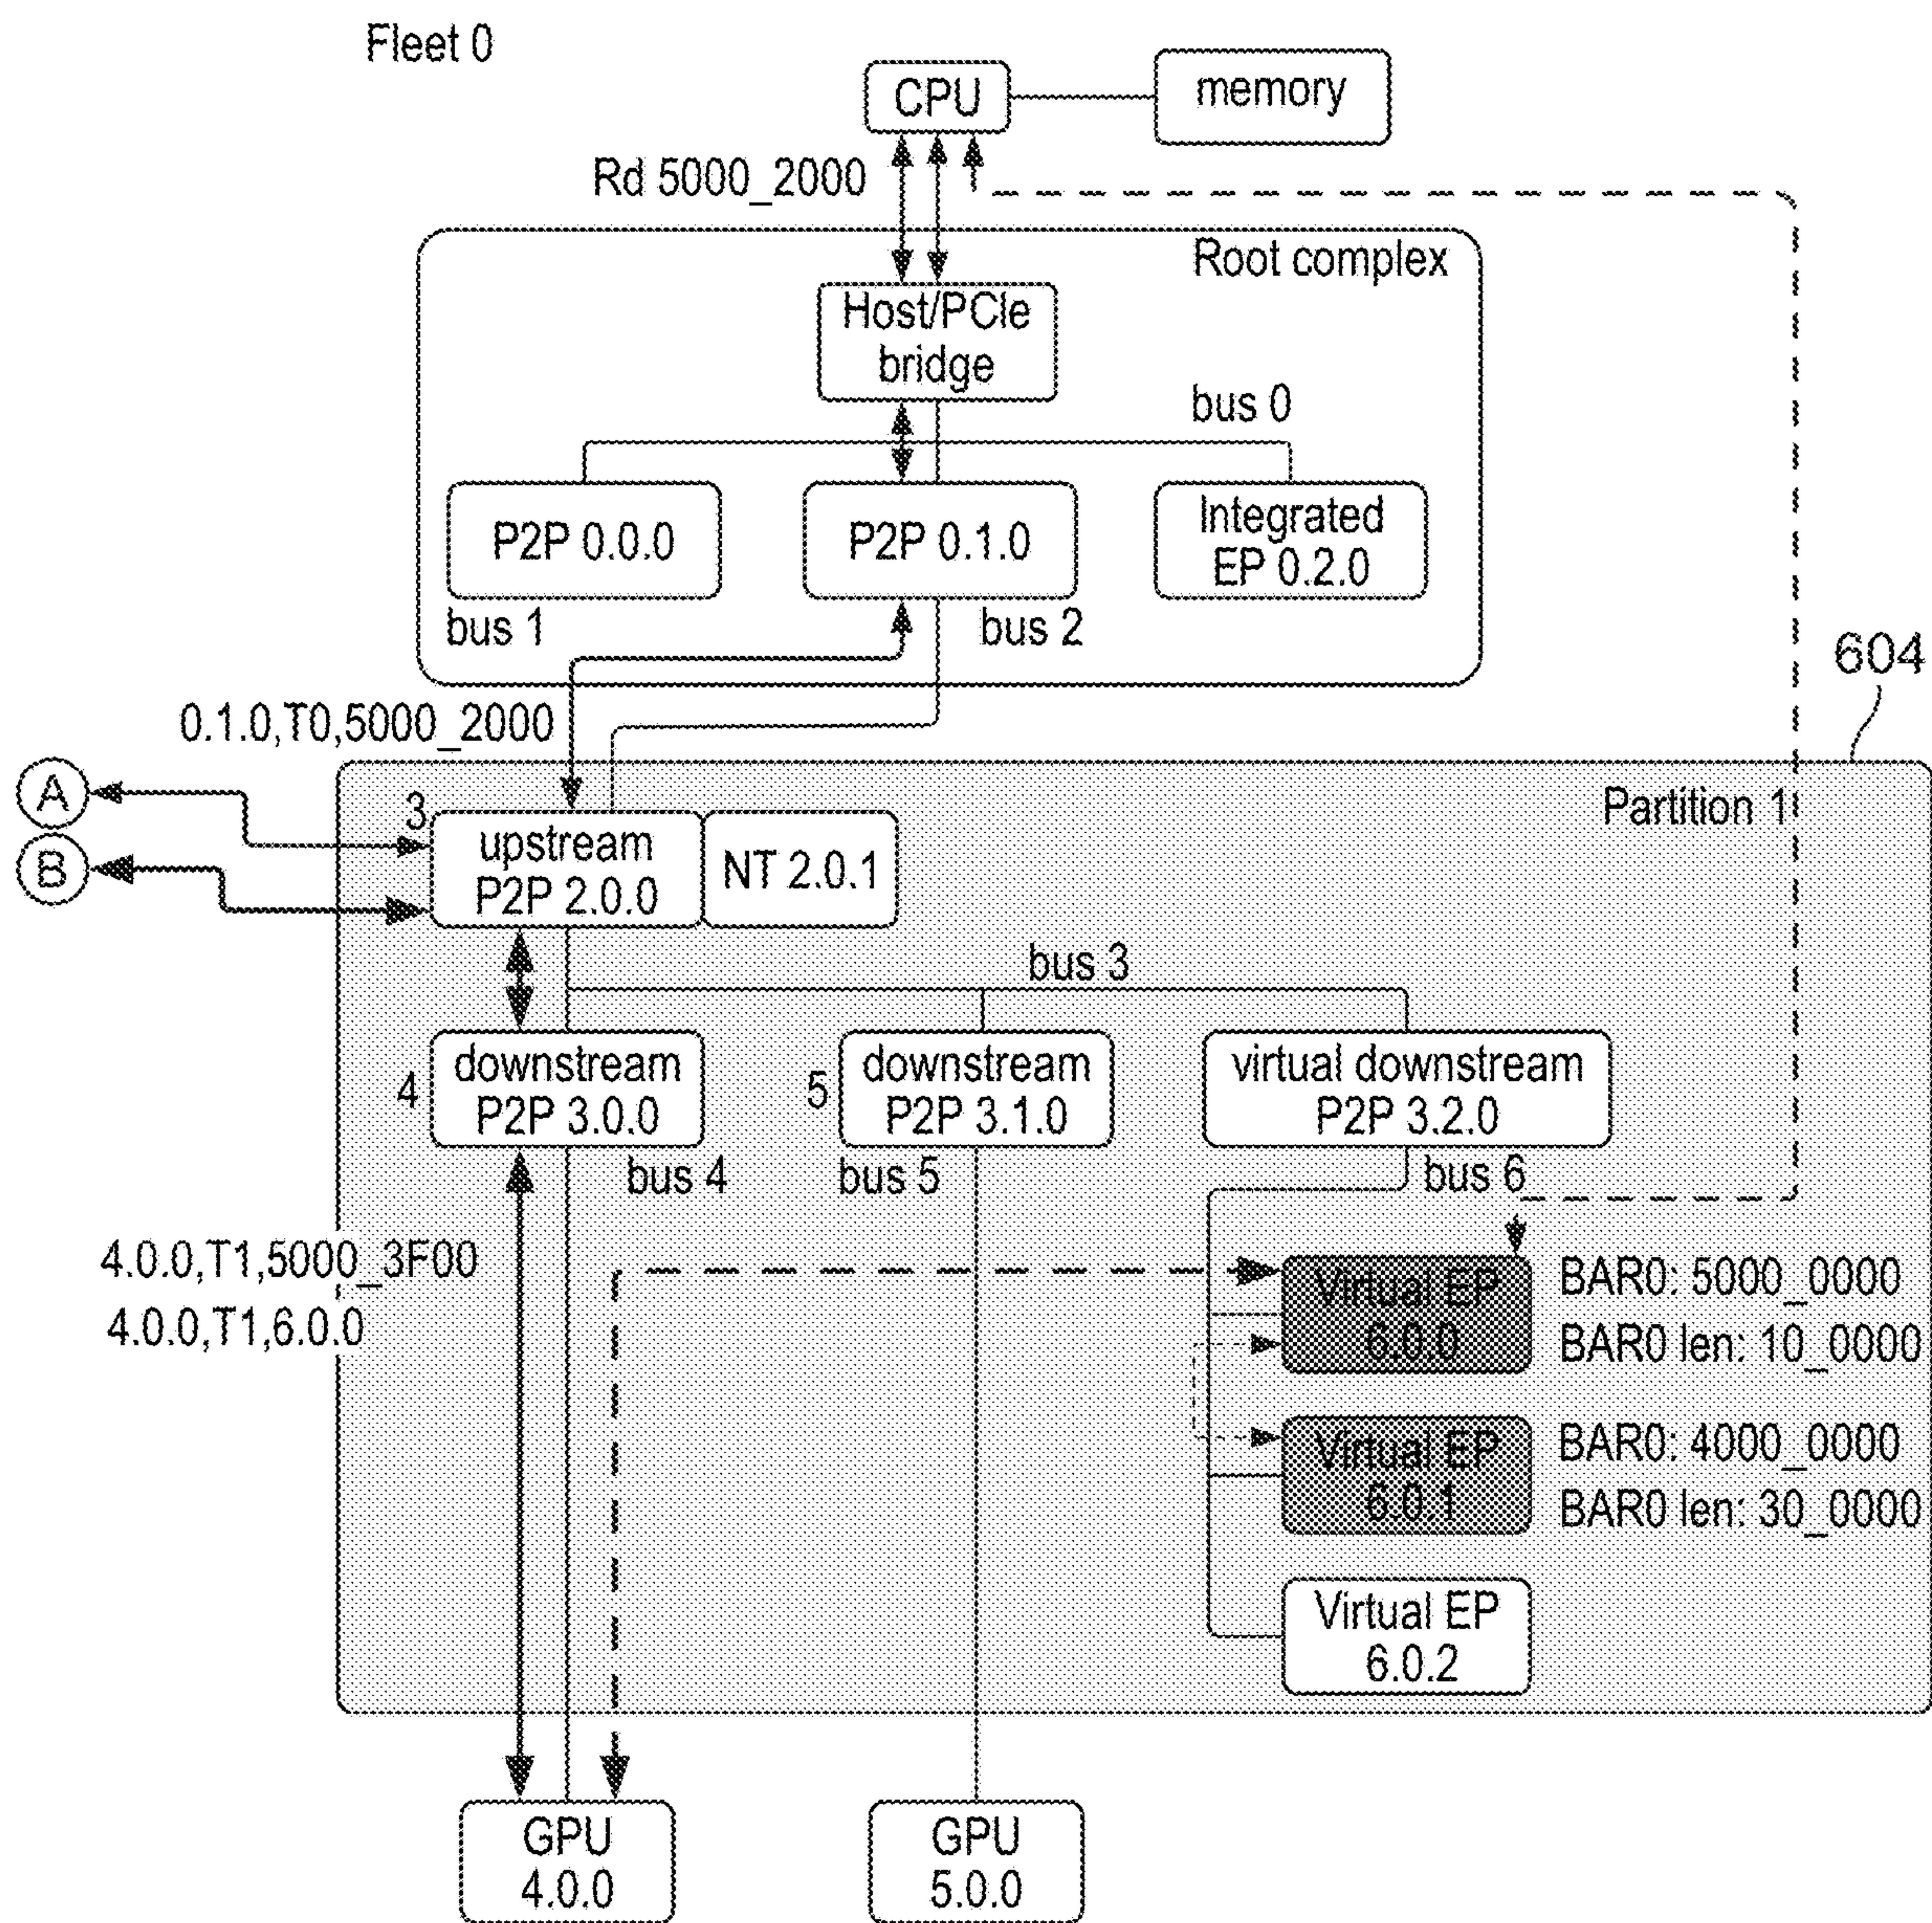 Fleet 0
CPU
memory
Rd 5000_2000
Root complex
Host/PCIe
bridge
bus 0
P2P 0.0.0
P2P 0.1.0
Integrated
EP 0.2.0
bus 1
bus 2
604
0.1.0,T0,5000_2000
A
B
Partition 1
3
upstream
P2P 2.0.0
NT 2.0.1
bus 3
4
downstream
P2P 3.0.0
5
downstream
P2P 3.1.0
virtual downstream
P2P 3.2.0
bus 4
bus 5
bus 6
4.0.0,T1,5000_3F00
4.0.0,T1,6.0.0
Virtual EP
6.0.0
BAR0: 5000_0000
BAR0 len: 10_0000
Virtual EP
6.0.1
BAR0: 4000_0000
BAR0 len: 30_0000
Virtual EP
6.0.2
GPU
4.0.0
GPU
5.0.0